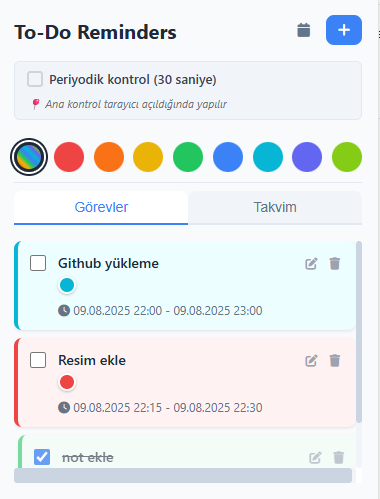 To-Do Reminders
Periyodik kontrol (30 saniye)
Ana kontrol tarayıcı açıldığında yapılır
Görevler
Takvim
Github yükleme
09.08.2025 22:00 - 09.08.2025 23:00
Resim ekle
09.08.2025 22:15 - 09.08.2025 22:30
not ekle